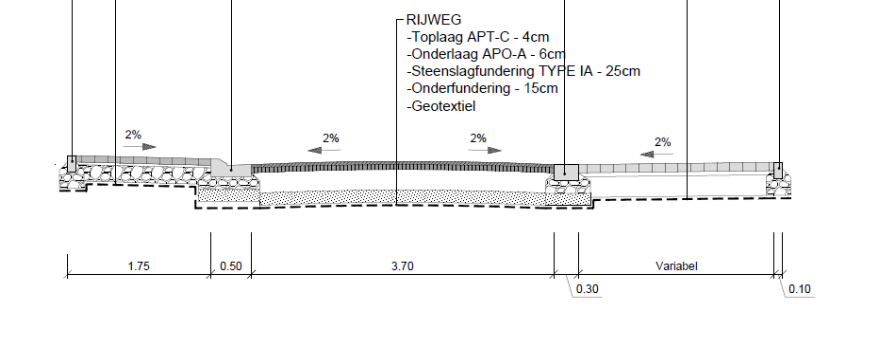 RIJWEG
-Toplaag APT-C - 4cm
-Onderlaag APO-A - 6cm
-Steenslagfundering TYPE IA - 25cm
-Onderfundering - 15cm
-Geotextiel
2% 2% 2% 2%
1.75 0.50 3.70 Variabel
0.30 0.10